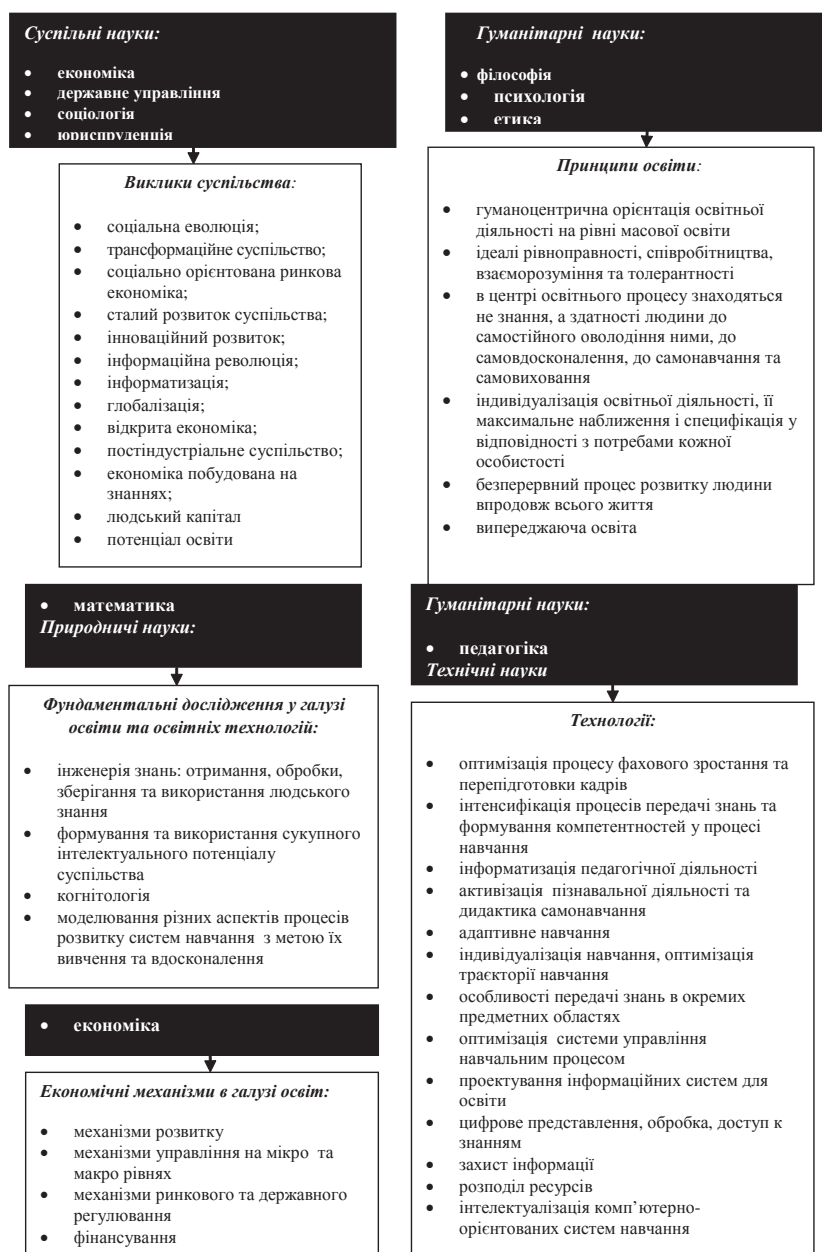 Суспільні науки:
• економіка
• державне управління
• соціологія
• юриспруденція
Виклики суспільства:
• соціальна еволюція;
• трансформаційне суспільство;
• соціально орієнтована ринкова
економіка;
• сталий розвиток суспільства;
• інноваційний розвиток;
• інформаційна революція;
• інформатизація;
• глобалізація;
• відкрита економіка;
• постіндустріальне суспільство;
• економіка побудована на
знаннях;
• людський капітал
• потенціал освіти
Гуманітарні науки:
• філософія
• психологія
• етика
Принципи освіти:
• гуманоцентрична орієнтація освітньої
діяльності на рівні масової освіти
• ідеалі рівноправності, співробітництва,
взаєморозуміння та толерантності
• в центрі освітнього процесу знаходяться
не знання, а здатності людини до
самостійного оволодіння ними, до
самовдосконалення, до самонавчання та
самовиховання
• індивідуалізація освітньої діяльності, її
максимальне наближення і специфікація у
відповідності з потребами кожної
особистості
• безперервний процес розвитку людини
впродовж всього життя
• випереджаюча освіта
• математика
Природничі науки:
Фундаментальні дослідження у галузі
освіти та освітніх технологій:
• інженерія знань: отримання, обробки,
зберігання та використання людського
знання
• формування та використання сукупного
інтелектуального потенціалу
суспільства
• когнітологія
• моделювання різних аспектів процесів
розвитку систем навчання з метою їх
вивчення та вдосконалення
• економіка
Економічні механізми в галузі освіт:
• механізми розвитку
• механізми управління на мікро та
макро рівнях
• механізми ринкового та державного
регулювання
• фінансування
Гуманітарні науки:
• педагогіка
Технічні науки
Технології:
• оптимізація процесу фахового зростання та
перепідготовки кадрів
• інтенсифікація процесів передачі знань та
формування компетентностей у процесі
навчання
• інформатизація педагогічної діяльності
• активізація пізнавальної діяльності та
дидактика самонавчання
• адаптивне навчання
• індивідуалізація навчання, оптимізація
траєкторії навчання
• особливості передачі знань в окремих
предметних областях
• оптимізація системи управління
навчальним процесом
• проектування інформаційних систем для
освіти
• цифрове представлення, обробка, доступ к
знанням
• захист інформації
• розподіл ресурсів
• інтелектуалізація комп’ютерно-
орієнтованих систем навчання